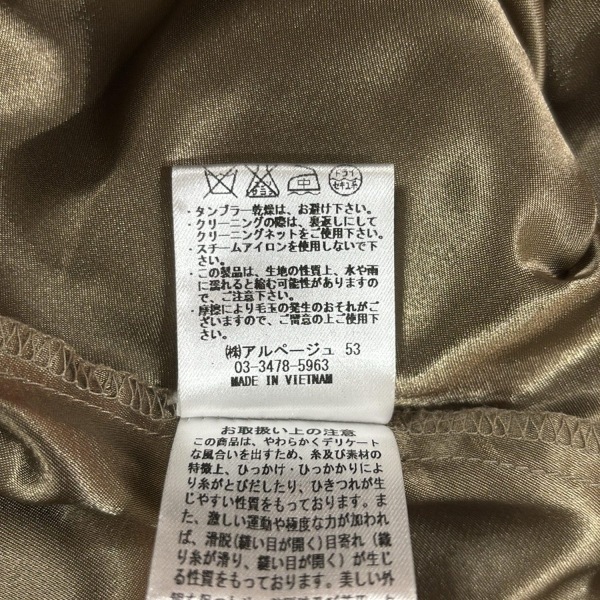 エンソ サラシ
中
ドライ
セキユ系
・タンブラー乾燥は、お避け下さい。
・クリーニングの際は、裏返しにして
クリーニングネットをご使用下さい。
・スチームアイロンを使用しないで下
さい。
・この製品は、生地の性質上、水や雨
に濡れると縮む可能性がありますの
で、ご注意下さい。
・摩擦により毛玉の発生のおそれがご
ざいますので、ご留意の上ご使用下
さい。
㈱アルページュ 53
03-3478-5963
MADE IN VIETNAM
お取扱い上の注意
この商品は、やわらかくデリケート
な風合いを出すため、糸及び素材の
特徴上、ひっかけ・ひっかかりによ
り糸がとびだしたり、ひきつれが生
じやすい性質をもっております。ま
た、激しい運動や極度な力が加われ
ば、滑脱(縫い目が開く)目寄れ(縫
り糸が滑り、縫い目が開く)が生じ
る性質をもっております。美しい外